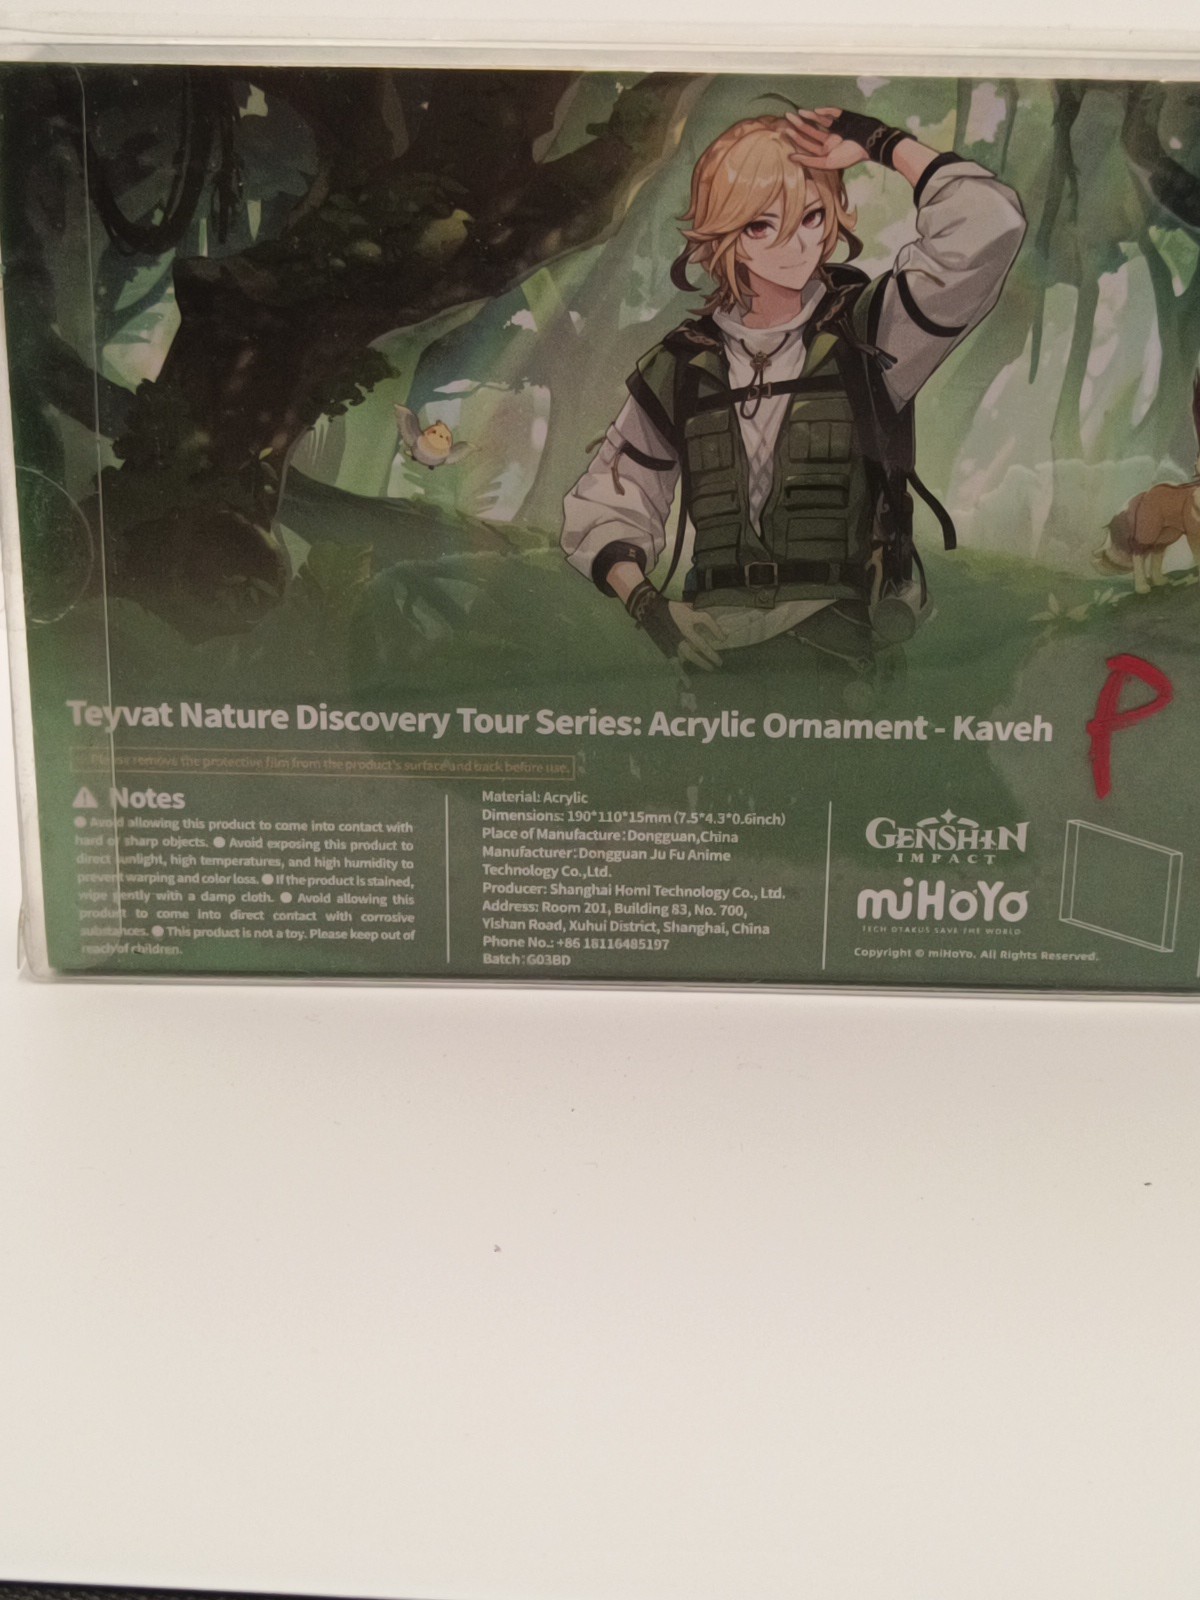 Teyvat Nature Discovery Tour Series: Acrylic Ornament - Kaveh
P
Please remove the protective film from the product's surface and back before use.
Notes
● Avoid allowing this product to come into contact with
hard or sharp objects. ● Avoid exposing this product to
direct sunlight, high temperatures, and high humidity to
prevent warping and color loss. ● If the product is stained,
wipe gently with a damp cloth. ● Avoid allowing this
product to come into direct contact with corrosive
substances. ● This product is not a toy. Please keep out of
reach of children.
Material: Acrylic
Dimensions: 190*110*15mm (7.5*4.3*0.6inch)
Place of Manufacture: Dongguan,China
Manufacturer: Dongguan Ju Fu Anime
Technology Co.,Ltd.
Producer: Shanghai Homi Technology Co., Ltd.
Address: Room 201, Building 83, No. 700,
Yishan Road, Xuhui District, Shanghai, China
Phone No.: +86 18116485197
Batch: G03BD
GENSHIN
IMPACT
miHoYo
TECH OTAKUS SAVE THE WORLD
Copyright © miHoYo. All Rights Reserved.